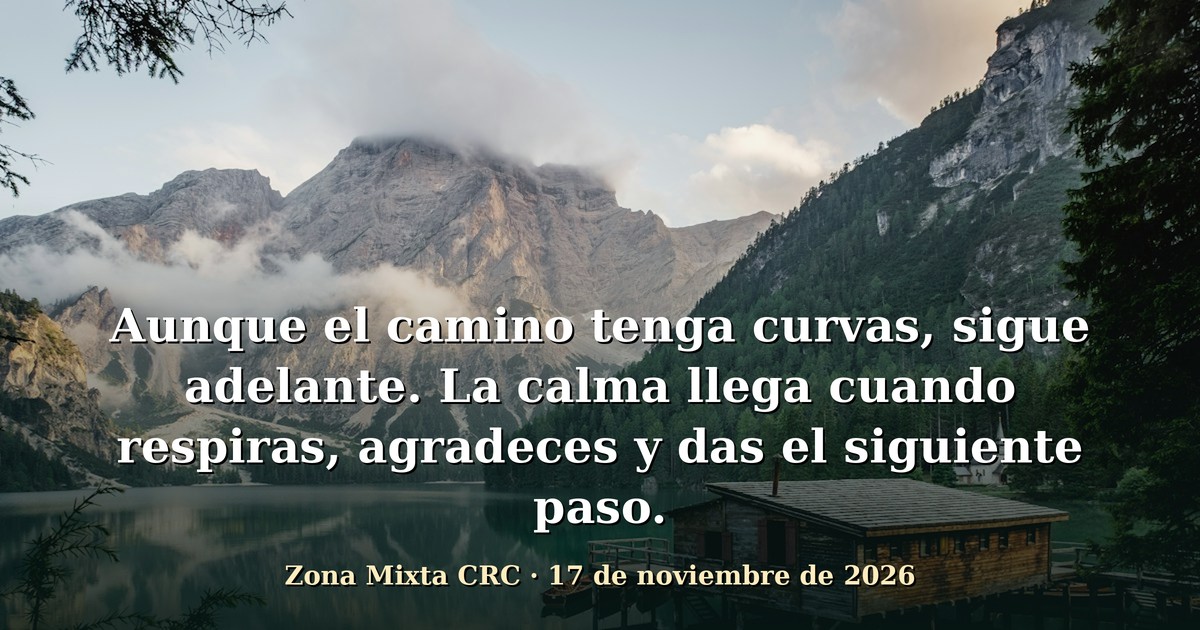 Aunque el camino tenga curvas, sigue
adelante. La calma llega cuando
respiras, agradeces y das el siguiente
paso.
Zona Mixta CRC · 17 de noviembre de 2026